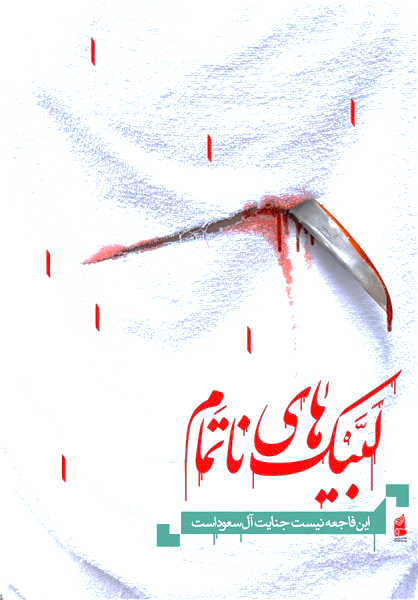 لبیک‌های ناتمام
این فاجعه نیست جنایت آل سعود است